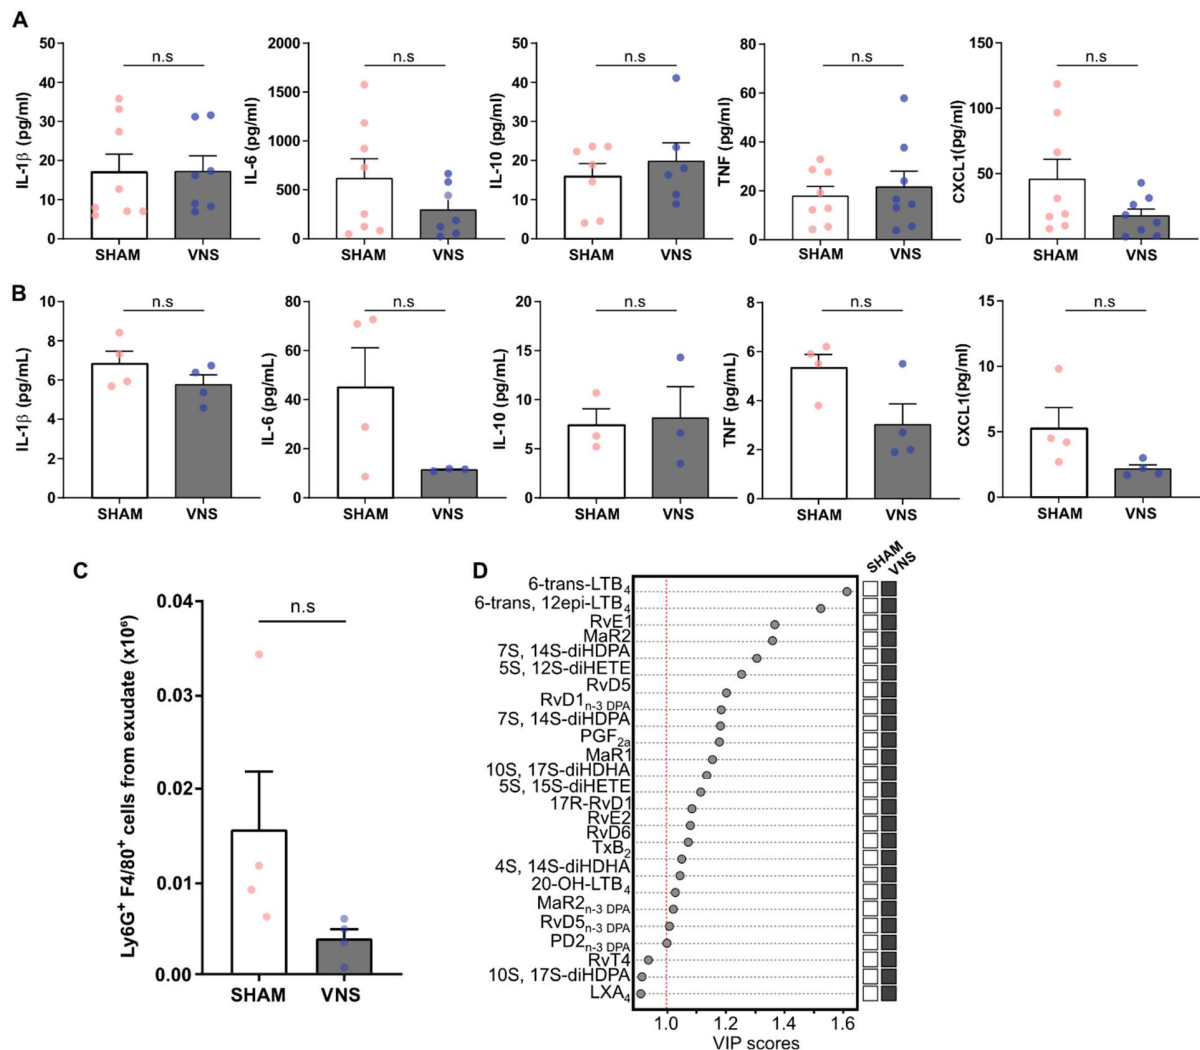 A
IL-1β (pg/ml)
50
40
30
20
10
0
n.s
SHAM
VNS
IL-6 (pg/ml)
2000
1500
1000
500
0
n.s
SHAM
VNS
IL-10 (pg/ml)
50
40
30
20
10
0
n.s
SHAM
VNS
TNF (pg/ml)
80
60
40
20
0
n.s
SHAM
VNS
CXCL1(pg/ml)
150
100
50
0
n.s
SHAM
VNS
B
IL-1β (pg/mL)
10
8
6
4
2
0
n.s
SHAM
VNS
IL-6 (pg/mL)
80
60
40
20
0
n.s
SHAM
VNS
IL-10 (pg/mL)
20
15
10
5
0
n.s
SHAM
VNS
TNF (pg/mL)
8
6
4
2
0
n.s
SHAM
VNS
CXCL1(pg/ml)
15
10
5
0
n.s
SHAM
VNS
C
Ly6G⁺ F4/80⁺ cells from exudate (x10⁶)
0.04
0.03
0.02
0.01
0.00
n.s
SHAM
VNS
D
SHAM
VNS
6-trans-LTB₄
6-trans, 12epi-LTB₄
RvE1
MaR2
7S, 14S-diHDPA
5S, 12S-diHETE
RvD5
RvD1n-3 DPA
7S, 14S-diHDPA
PGF2a
MaR1
10S, 17S-diHDHA
5S, 15S-diHETE
17R-RvD1
RvE2
RvD6
TxB₂
4S, 14S-diHDHA
20-OH-LTB₄
MaR2n-3 DPA
RvD5n-3 DPA
PD2n-3 DPA
RvT4
10S, 17S-diHDPA
LXA₄
1.0
1.2
1.4
1.6
VIP scores